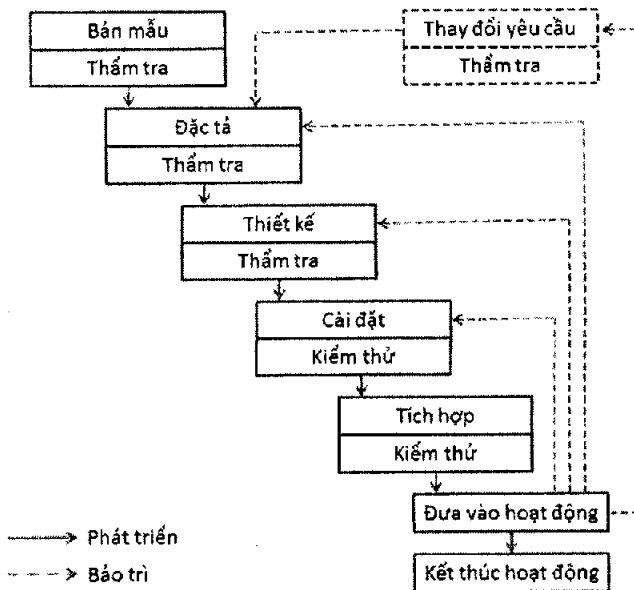 Bản mẫu
Thẩm tra
Thay đổi yêu cầu
Thẩm tra
Đặc tả
Thẩm tra
Thiết kế
Thẩm tra
Cài đặt
Kiểm thử
Tích hợp
Kiểm thử
Đưa vào hoạt động
Kết thúc hoạt động
Phát triển
Bảo trì